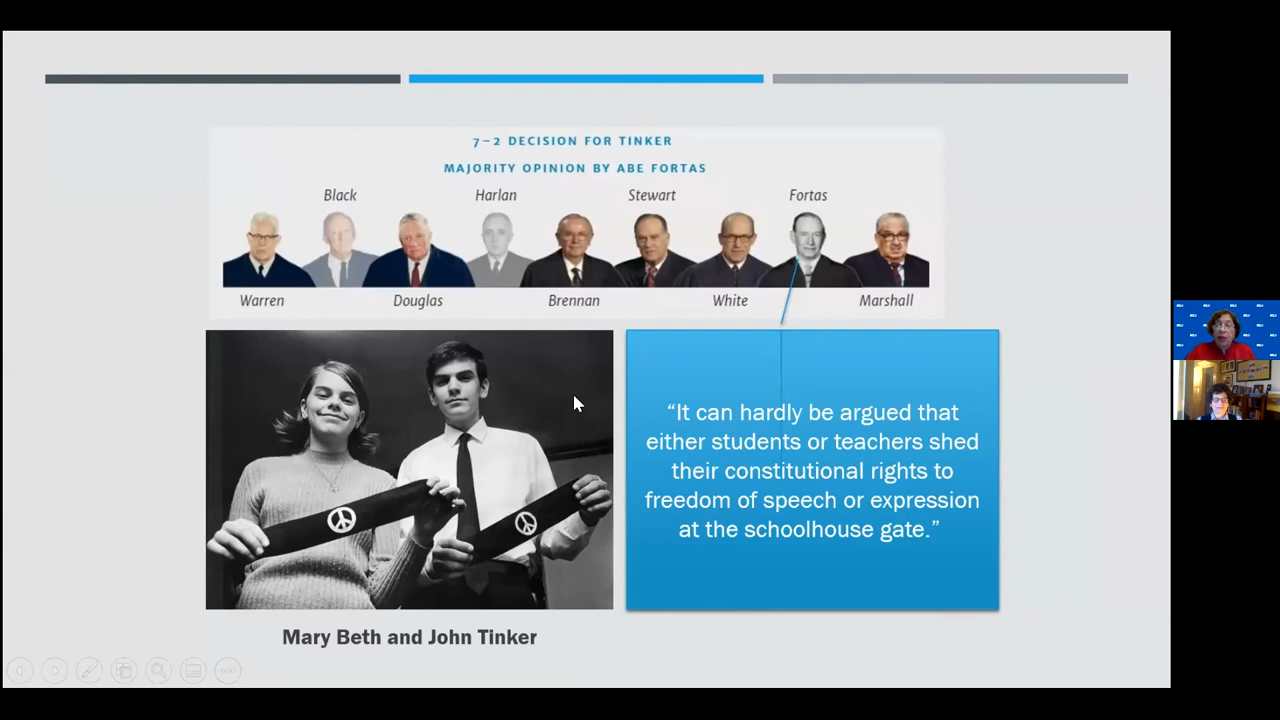 7–2 DECISION FOR TINKER
MAJORITY OPINION BY ABE FORTAS
Black Harlan Stewart Fortas
Warren Douglas Brennan White Marshall
“It can hardly be argued that
either students or teachers shed
their constitutional rights to
freedom of speech or expression
at the schoolhouse gate.”
Mary Beth and John Tinker